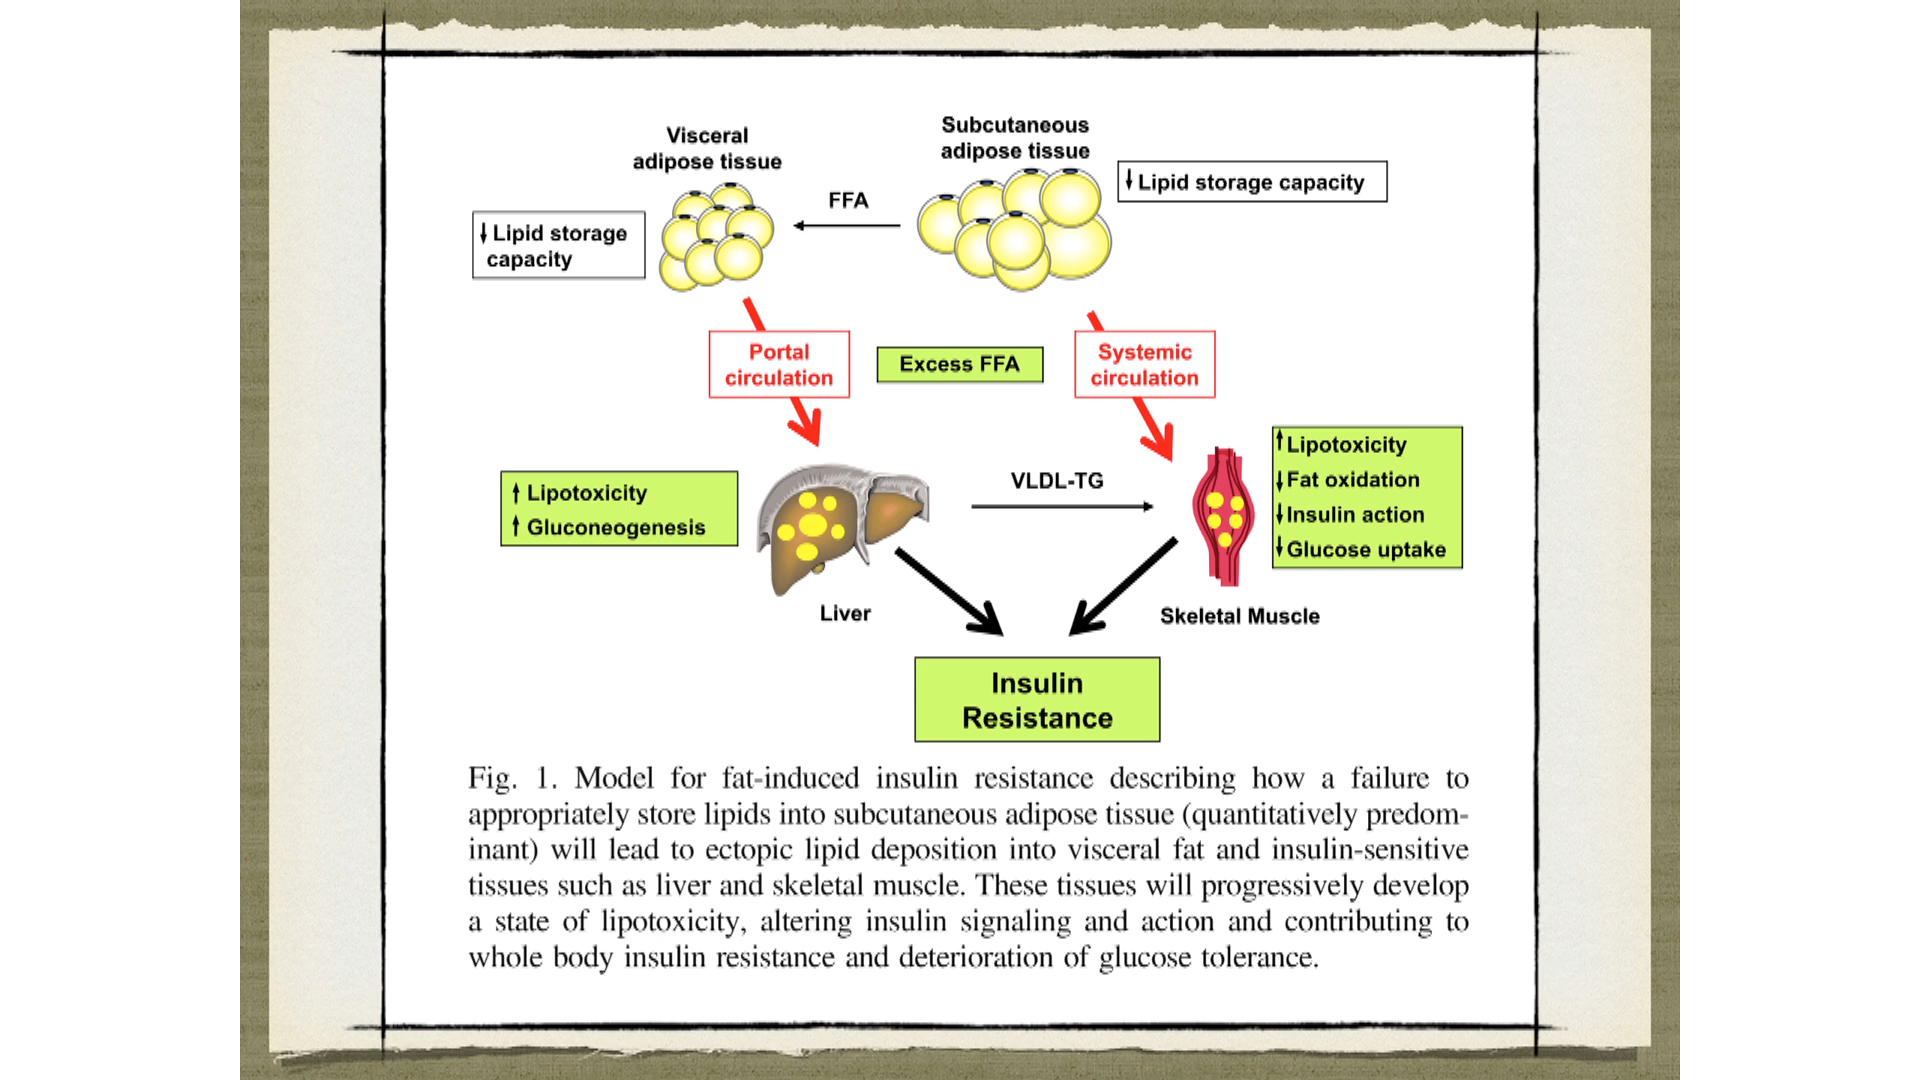 Visceral
adipose tissue
Subcutaneous
adipose tissue
↓ Lipid storage capacity
FFA
↓ Lipid storage
capacity
Portal
circulation
Excess FFA
Systemic
circulation
↑ Lipotoxicity
↑ Gluconeogenesis
VLDL-TG
↑ Lipotoxicity
↓ Fat oxidation
↓ Insulin action
↓ Glucose uptake
Liver
Skeletal Muscle
Insulin
Resistance
Fig. 1. Model for fat-induced insulin resistance describing how a failure to
appropriately store lipids into subcutaneous adipose tissue (quantitatively predom-
inant) will lead to ectopic lipid deposition into visceral fat and insulin-sensitive
tissues such as liver and skeletal muscle. These tissues will progressively develop
a state of lipotoxicity, altering insulin signaling and action and contributing to
whole body insulin resistance and deterioration of glucose tolerance.